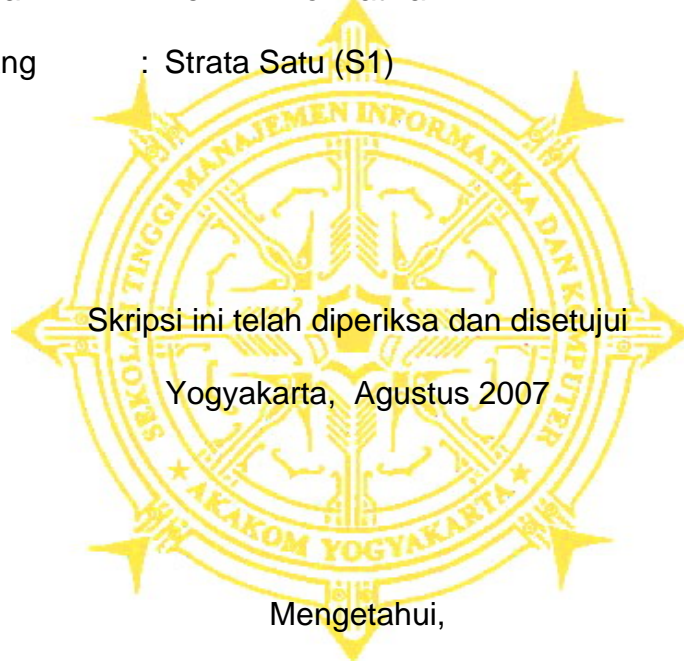 ng : Strata Satu (S1)
SEKOLAH TINGGI MANAJEMEN INFORMATIKA DAN KOMPUTER
Skripsi ini telah diperiksa dan disetujui
Yogyakarta, Agustus 2007
★ AKAKOM YOGYAKARTA ★
Mengetahui,